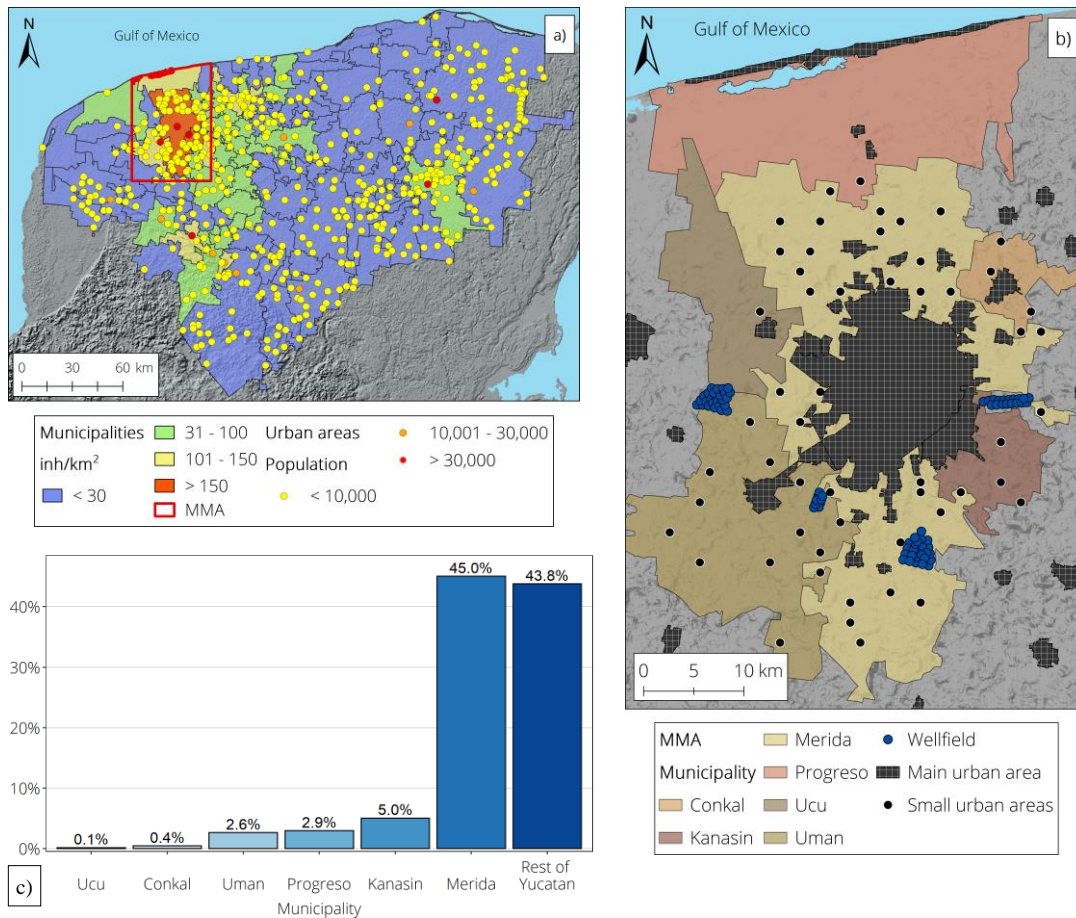 N
Gulf of Mexico
a)
0 30 60 km
Municipalities
inh/km²
< 30
31 - 100
101 - 150
> 150
MMA
Urban areas
Population
< 10,000
10,001 - 30,000
> 30,000
N
Gulf of Mexico
b)
0 5 10 km
MMA
Municipality
Conkal
Kanasin
Merida
Progreso
Ucu
Uman
Wellfield
Main urban area
Small urban areas
40%
30%
20%
10%
0%
0.1%
0.4%
2.6%
2.9%
5.0%
45.0%
43.8%
Ucu
Conkal
Uman
Progreso
Kanasin
Merida
Rest of
Yucatan
Municipality
c)